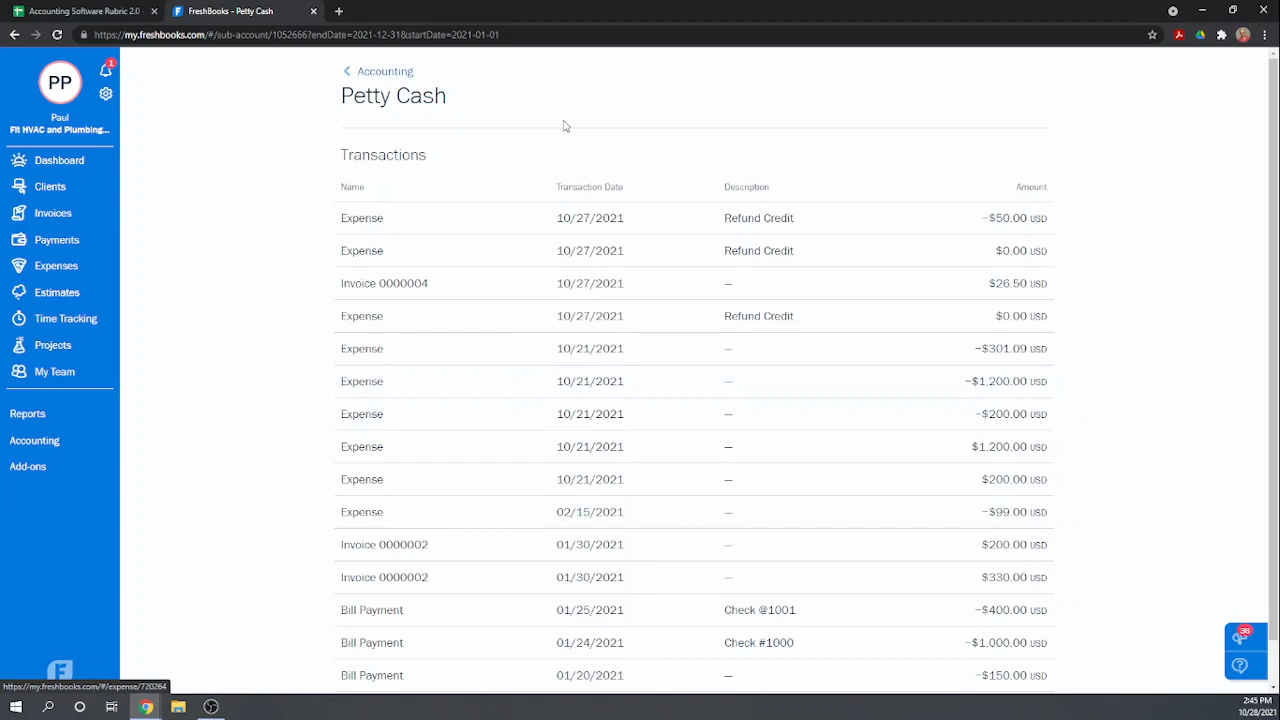 Accounting Software Rubric 2.0 -
FreshBooks - Petty Cash
https://my.freshbooks.com/#/sub-account/1052666?endDate=2021-12-31&startDate=2021-01-01
PP
1
Paul
Fit HVAC and Plumbing...
Dashboard
Clients
Invoices
Payments
Expenses
Estimates
Time Tracking
Projects
My Team
Reports
Accounting
Add-ons
Accounting
Petty Cash
Transactions
Name Transaction Date Description Amount
Expense 10/27/2021 Refund Credit -$50.00 USD
Expense 10/27/2021 Refund Credit $0.00 USD
Invoice 0000004 10/27/2021 — $26.50 USD
Expense 10/27/2021 Refund Credit $0.00 USD
Expense 10/21/2021 — -$301.09 USD
Expense 10/21/2021 — -$1,200.00 USD
Expense 10/21/2021 — -$200.00 USD
Expense 10/21/2021 — $1,200.00 USD
Expense 10/21/2021 — $200.00 USD
Expense 02/15/2021 — -$99.00 USD
Invoice 0000002 01/30/2021 — $200.00 USD
Invoice 0000002 01/30/2021 — $330.00 USD
Bill Payment 01/25/2021 Check @1001 -$400.00 USD
Bill Payment 01/24/2021 Check #1000 -$1,000.00 USD
Bill Payment 01/20/2021 — -$150.00 USD
36
F
https://my.freshbooks.com/#/expense/720264
2:45 PM
10/28/2021